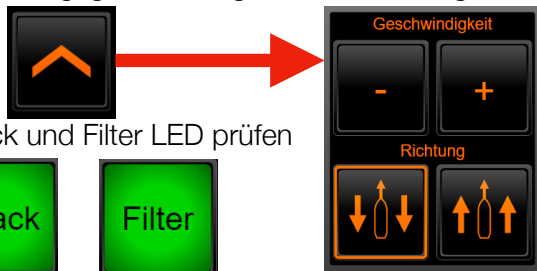 Geschwindigkeit
- +
ck und Filter LED prüfen
Richtung
ack Filter